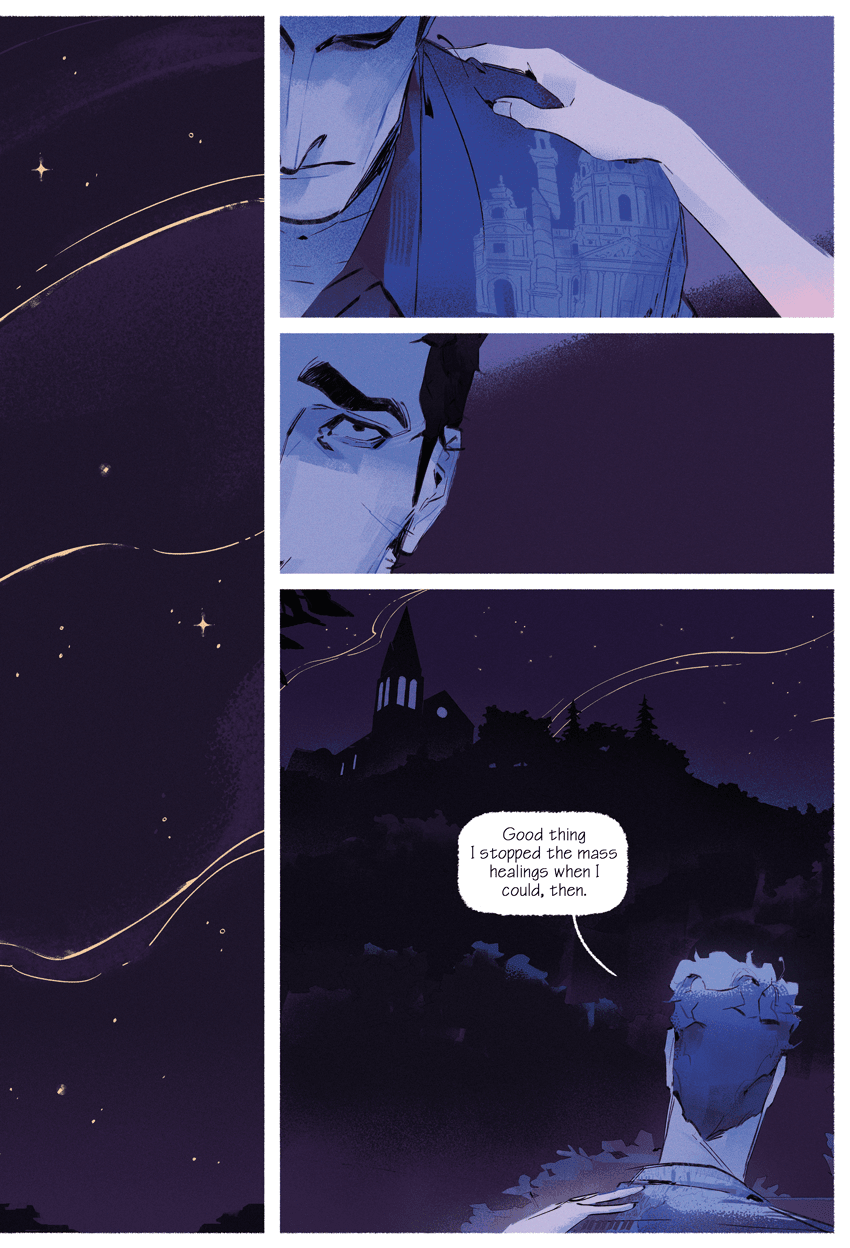 Good thing
I stopped the mass
healings when I
could, then.